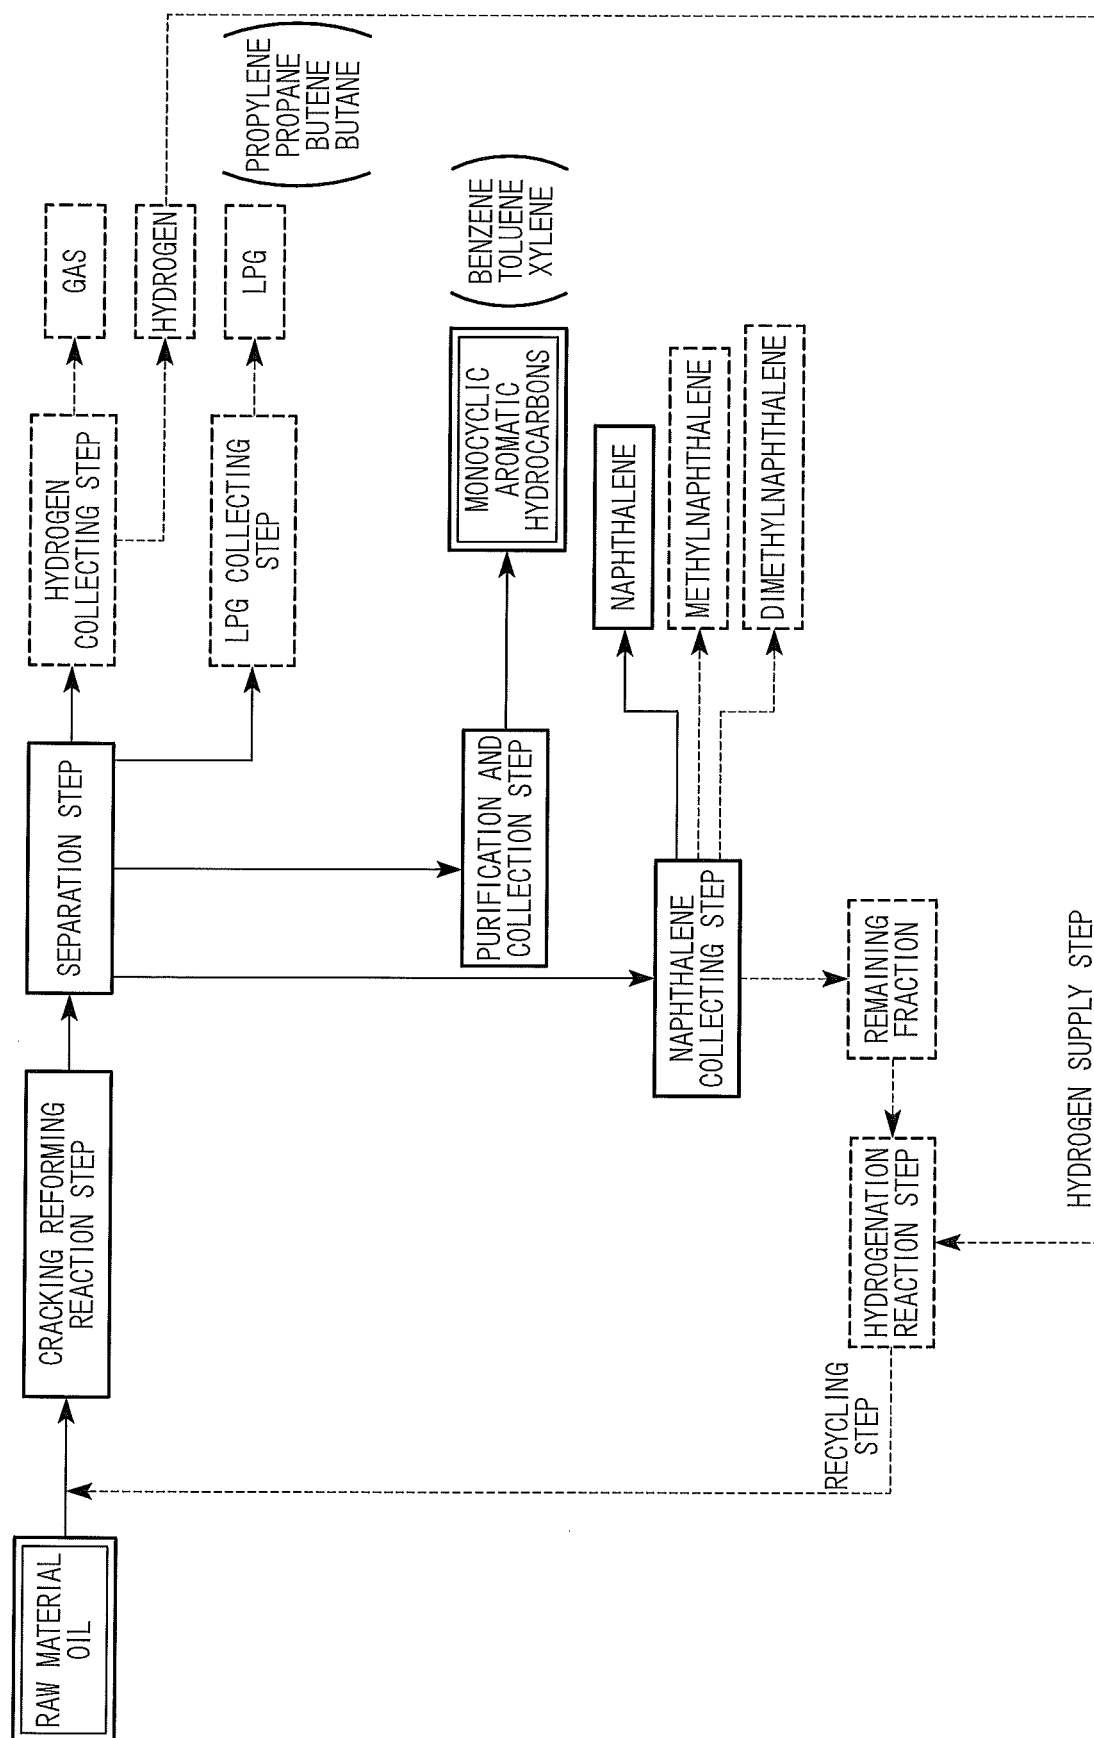 RAW MATERIAL
OIL
CRACKING REFORMING
REACTION STEP
SEPARATION STEP
HYDROGEN
COLLECTING STEP
GAS
HYDROGEN
LPG COLLECTING
STEP
LPG
PROPYLENE
PROPANE
BUTENE
BUTANE
PURIFICATION AND
COLLECTION STEP
MONOCYCLIC
AROMATIC
HYDROCARBONS
BENZENE
TOLUENE
XYLENE
NAPHTHALENE
COLLECTING STEP
NAPHTHALENE
METHYLNAPHTHALENE
DIMETHYLNAPHTHALENE
REMAINING
FRACTION
HYDROGENATION
REACTION STEP
RECYCLING
STEP
HYDROGEN SUPPLY STEP